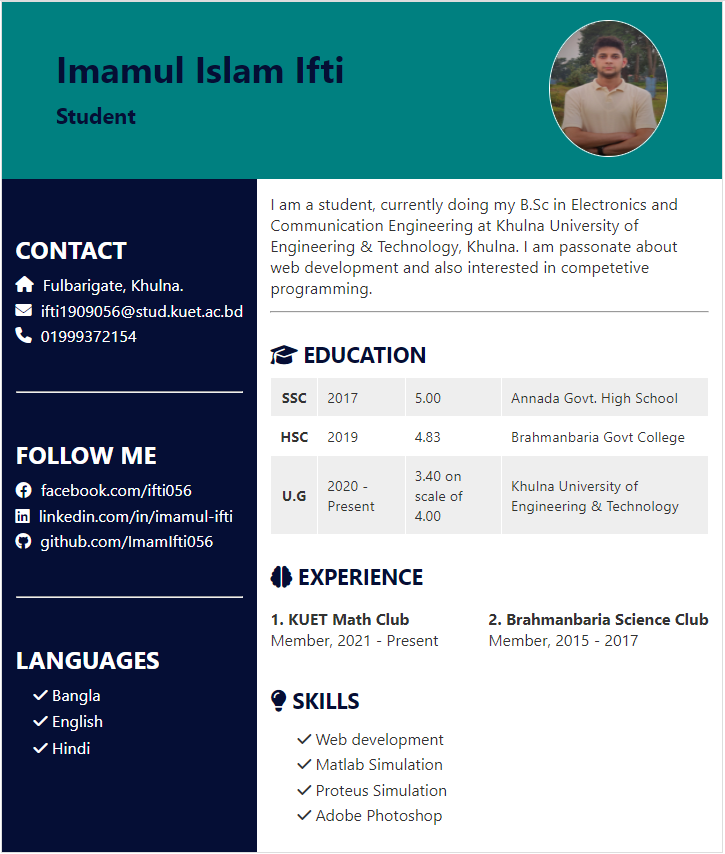 Imamul Islam Ifti
Student
CONTACT
Fulbarigate, Khulna.
ifti1909056@stud.kuet.ac.bd
01999372154
FOLLOW ME
facebook.com/ifti056
linkedin.com/in/imamul-ifti
github.com/ImamIfti056
LANGUAGES
Bangla
English
Hindi
I am a student, currently doing my B.Sc in Electronics and
Communication Engineering at Khulna University of
Engineering & Technology, Khulna. I am passonate about
web development and also interested in competetive
programming.
EDUCATION
SSC 2017 5.00 Annada Govt. High School
HSC 2019 4.83 Brahmanbaria Govt College
U.G 2020 - Present 3.40 on scale of 4.00 Khulna University of Engineering & Technology
EXPERIENCE
1. KUET Math Club
Member, 2021 - Present
2. Brahmanbaria Science Club
Member, 2015 - 2017
SKILLS
Web development
Matlab Simulation
Proteus Simulation
Adobe Photoshop